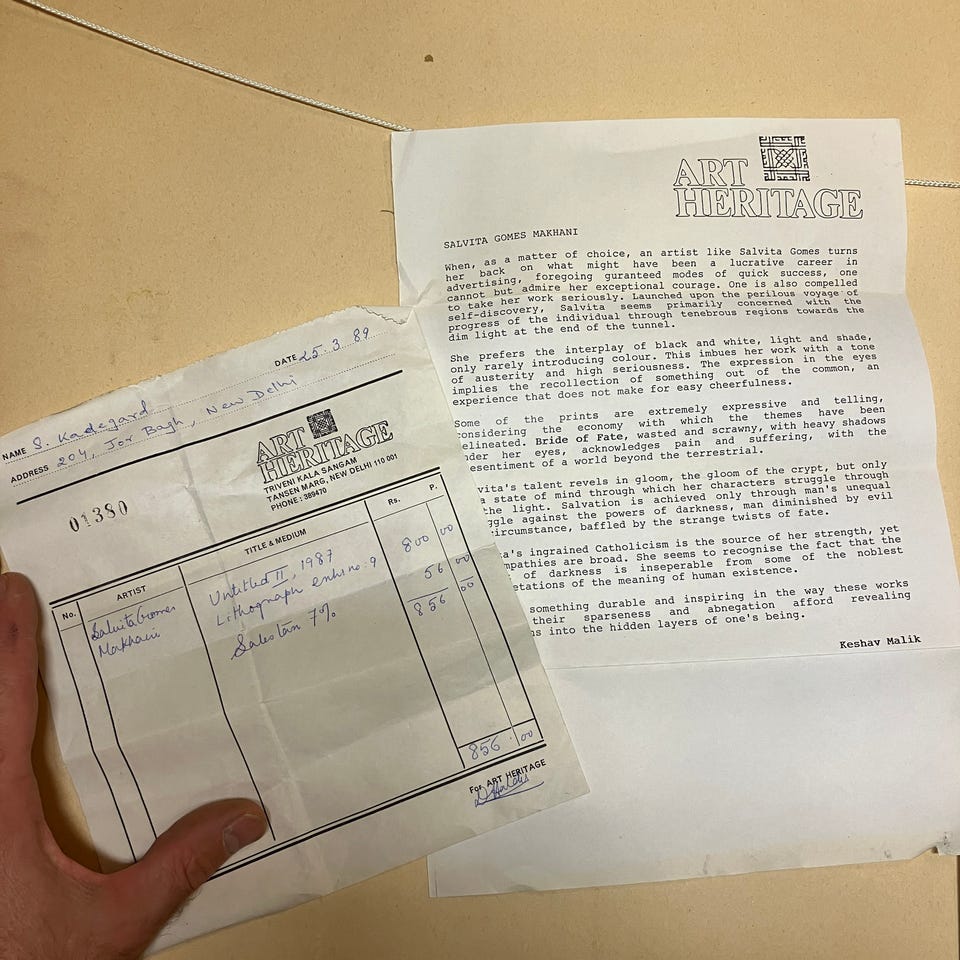 ART
HERITAGE
SALVITA GOMES MAKHANI
When, as a matter of choice, an artist like Salvita Gomes turns
her back on what might have been a lucrative career in
advertising, foregoing guranteed modes of quick success, one
cannot but admire her exceptional courage. One is also compelled
to take her work seriously. Launched upon the perilous voyage of
self-discovery, Salvita seems primarily concerned with the
progress of the individual through tenebrous regions towards the
dim light at the end of the tunnel.
She prefers the interplay of black and white, light and shade,
only rarely introducing colour. This imbues her work with a tone
of austerity and high seriousness. The expression in the eyes
implies the recollection of something out of the common, an
experience that does not make for easy cheerfulness.
Some of the prints are extremely expressive and telling,
considering the economy with which the themes have been
elineated. Bride of Fate, wasted and scrawny, with heavy shadows
nder her eyes, acknowledges pain and suffering, with the
esentiment of a world beyond the terrestrial.
vita's talent revels in gloom, the gloom of the crypt, but only
a state of mind through which her characters struggle through
the light. Salvation is achieved only through man's unequal
ggle against the powers of darkness, man diminished by evil
ircumstance, baffled by the strange twists of fate.
a's ingrained Catholicism is the source of her strength, yet
mpathies are broad. She seems to recognise the fact that the
of darkness is inseperable from some of the noblest
etations of the meaning of human existence.
something durable and inspiring in the way these works
their sparseness and abnegation afford revealing
ns into the hidden layers of one's being.
Keshav Malik
DATE 25.3.89
NAME S. Kadegard
ADDRESS 204, Jor Bagh, New Delhi
01380
ART
HERITAGE
TRIVENI KALA SANGAM
TANSEN MARG, NEW DELHI 110 001
PHONE : 389470
No. ARTIST TITLE & MEDIUM Rs. P.
Salvita Gomes Untitled II, 1987 800 00
Makhani Lithograph no: 9 56 00
Sales tax 7% 856 00
856.00
For ART HERITAGE